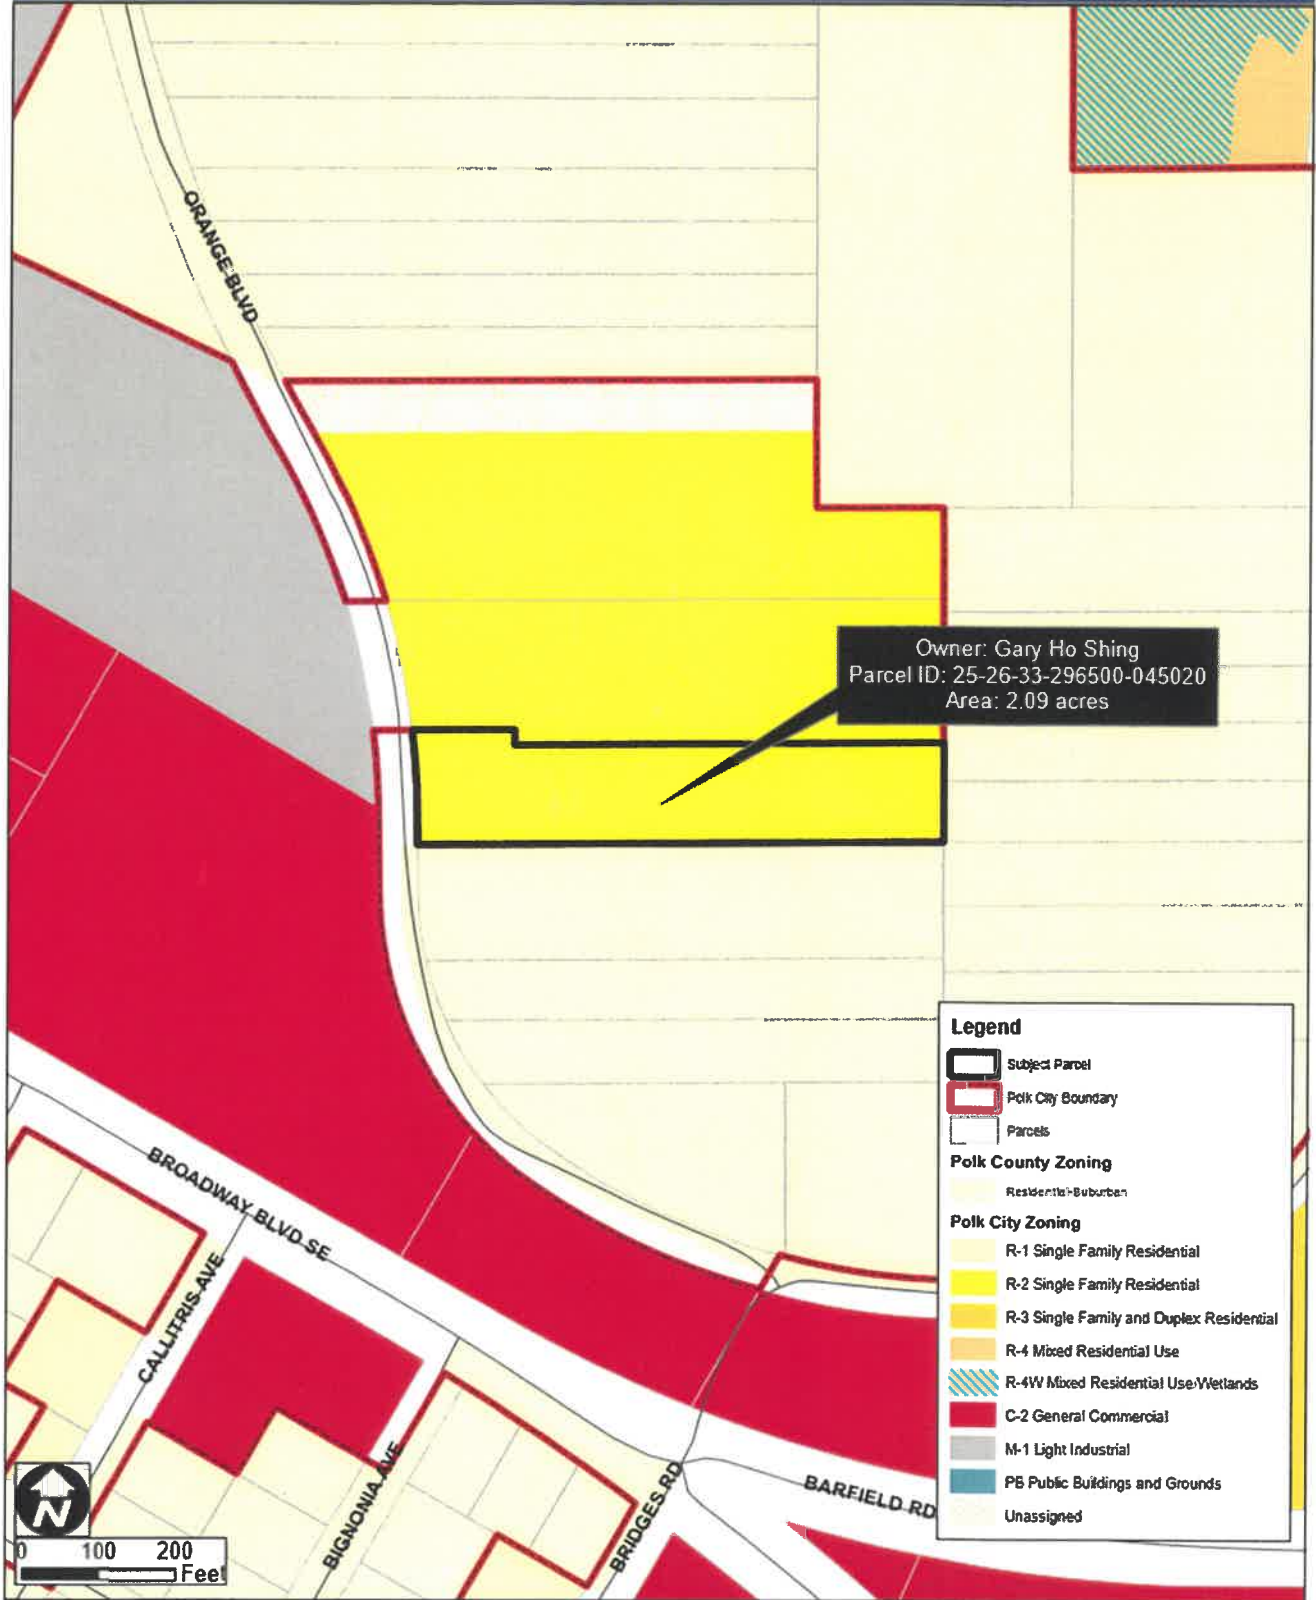 ORANGE BLVD
Owner: Gary Ho Shing
Parcel ID: 25-26-33-296500-045020
Area: 2.09 acres
Legend
Subject Parcel
Polk City Boundary
Parcels
Polk County Zoning
Residential-Suburban
Polk City Zoning
R-1 Single Family Residential
R-2 Single Family Residential
R-3 Single Family and Duplex Residential
R-4 Mixed Residential Use
R-4W Mixed Residential Use/Wetlands
C-2 General Commercial
M-1 Light Industrial
PB Public Buildings and Grounds
Unassigned
BROADWAY BLVD SE
CALLITRIS AVE
BIGNONIA AVE
BRIDGES RD
BARFIELD RD
N
0 100 200
Feet